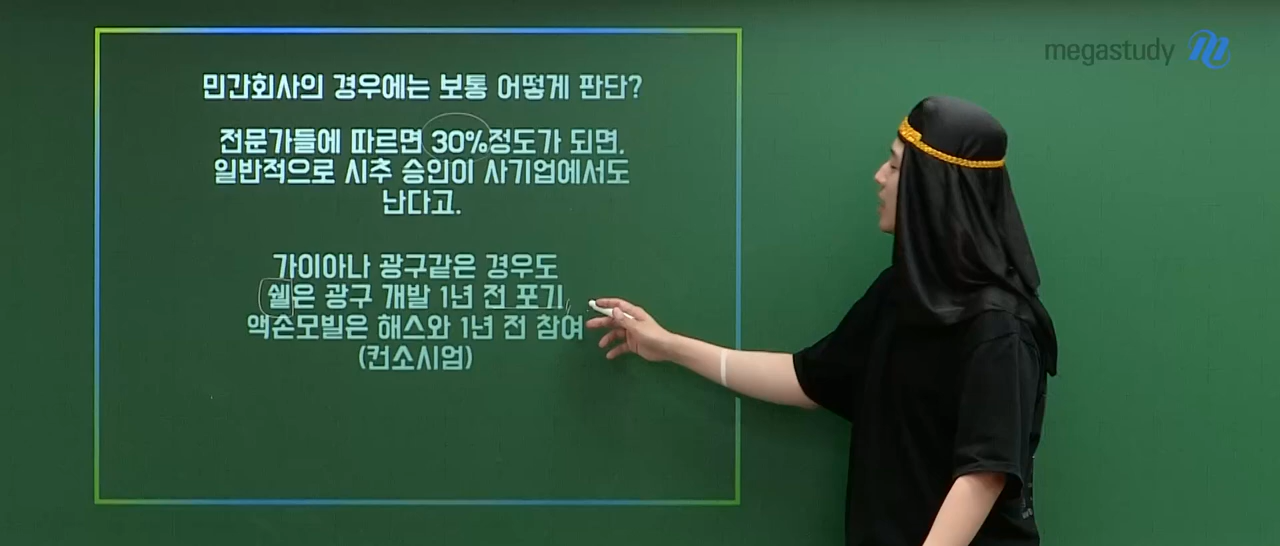 megastudy
민간회사의 경우에는 보통 어떻게 판단?
전문가들에 따르면 30%정도가 되면.
일반적으로 시추 승인이 사기업에서도
난다고.
가이아나 광구같은 경우도
쉘은 광구 개발 1년 전 포기,
액손모빌은 해스와 1년 전 참여
(컨소시엄)